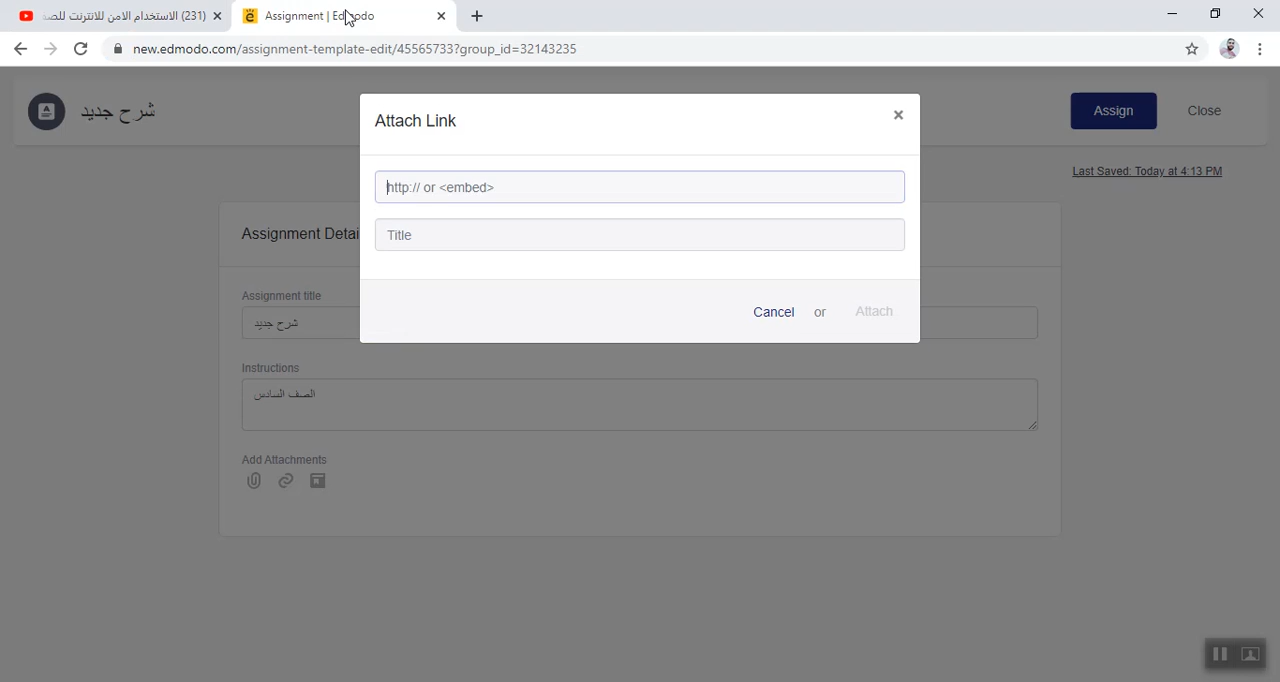 (231) الاستخدام الامن للانترنت للصف
Assignment | Edmodo
new.edmodo.com/assignment-template-edit/45565733?group_id=32143235
شرح جديد
Assign
Close
Attach Link
×
Last Saved: Today at 4:13 PM
http:// or <embed>
Assignment Detai
Title
Assignment title
Cancel or Attach
شرح جديد
Instructions
الصف السادس
Add Attachments